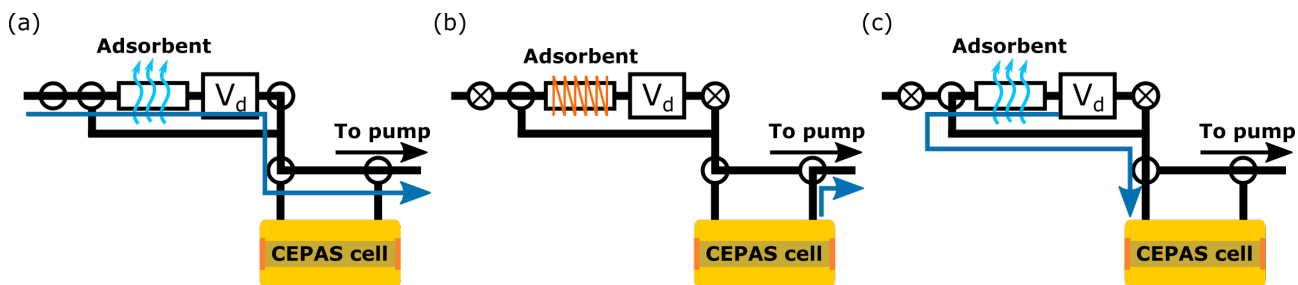 (a)
Adsorbent
V_d
To pump
CEPAS cell
(b)
Adsorbent
V_d
To pump
CEPAS cell
(c)
Adsorbent
V_d
To pump
CEPAS cell